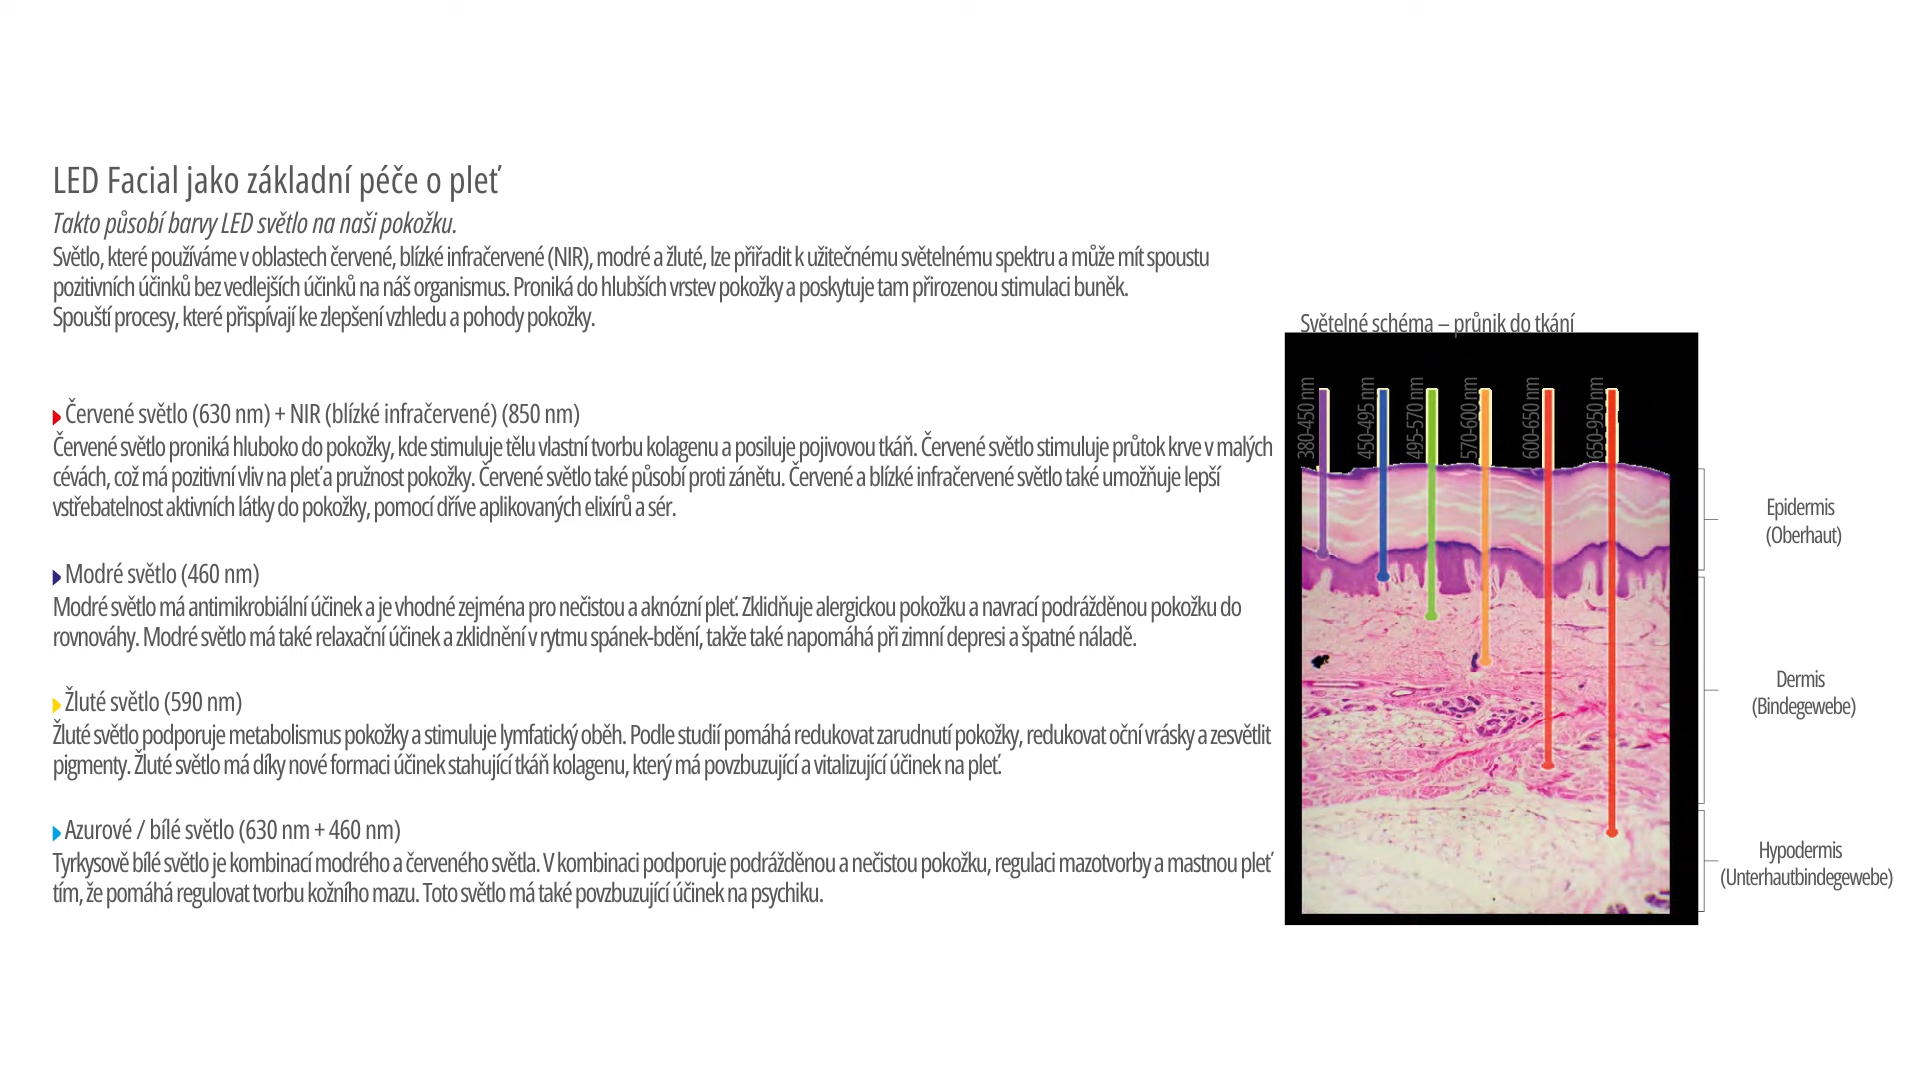 LED Facial jako základní péče o pleť
Takto působí barvy LED světlo na naši pokožku.
Světlo, které používáme v oblastech červené, blízké infračervené (NIR), modré a žluté, lze přiřadit k užitečnému světelnému spektru a může mít spoustu
pozitivních účinků bez vedlejších účinků na náš organismus. Proniká do hlubších vrstev pokožky a poskytuje tam přirozenou stimulaci buněk.
Spouští procesy, které přispívají ke zlepšení vzhledu a pohody pokožky.
Červené světlo (630 nm) + NIR (blízké infračervené) (850 nm)
Červené světlo proniká hluboko do pokožky, kde stimuluje tělu vlastní tvorbu kolagenu a posiluje pojivovou tkáň. Červené světlo stimuluje průtok krve v malých
cévách, což má pozitivní vliv na pleť a pružnost pokožky. Červené světlo také působí proti zánětu. Červené a blízké infračervené světlo také umožňuje lepší
vstřebatelnost aktivních látky do pokožky, pomocí dříve aplikovaných elixírů a sér.
Modré světlo (460 nm)
Modré světlo má antimikrobiální účinek a je vhodné zejména pro nečistou a aknózní pleť. Zklidňuje alergickou pokožku a navrací podrážděnou pokožku do
rovnováhy. Modré světlo má také relaxační účinek a zklidnění v rytmu spánek-bdění, takže také napomáhá při zimní depresi a špatné náladě.
Žluté světlo (590 nm)
Žluté světlo podporuje metabolismus pokožky a stimuluje lymfatický oběh. Podle studií pomáhá redukovat zarudnutí pokožky, redukovat oční vrásky a zesvětlit
pigmenty. Žluté světlo má díky nové formaci účinek stahující tkáň kolagenu, který má povzbuzující a vitalizující účinek na pleť.
Azurové / bílé světlo (630 nm + 460 nm)
Tyrkysově bílé světlo je kombinací modrého a červeného světla. V kombinaci podporuje podrážděnou a nečistou pokožku, regulaci mazotvorby a mastnou pleť
tím, že pomáhá regulovat tvorbu kožního mazu. Toto světlo má také povzbuzující účinek na psychiku.
Světelné schéma – průnik do tkání
380-450 nm
450-495 nm
495-570 nm
570-600 nm
600-650 nm
650-950 nm
Epidermis
(Oberhaut)
Dermis
(Bindegewebe)
Hypodermis
(Unterhautbindegewebe)